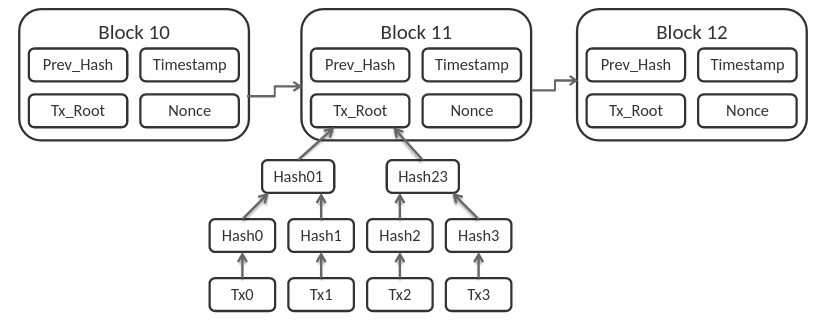 Block 10
Prev_Hash
Timestamp
Tx_Root
Nonce
Block 11
Prev_Hash
Timestamp
Tx_Root
Nonce
Block 12
Prev_Hash
Timestamp
Tx_Root
Nonce
Hash01
Hash23
Hash0
Hash1
Hash2
Hash3
Tx0
Tx1
Tx2
Tx3